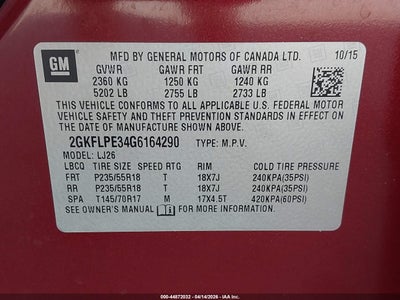 GM
MFD BY GENERAL MOTORS OF CANADA LTD. 10/15
GVWR GAWR FRT GAWR RR
2360 KG 1250 KG 1240 KG
5202 LB 2755 LB 2733 LB
THIS VEHICLE CONFORMS TO ALL APPLICABLE U.S. FEDERAL MOTOR
VEHICLE SAFETY AND THEFT PREVENTION STANDARDS IN EFFECT ON
THE DATE OF MANUFACTURE SHOWN ABOVE.
2GKFLPE34G6164290 TYPE: M.P.V.
MODEL: LJ26
LBCQ TIRE SIZE SPEED RTG RIM COLD TIRE PRESSURE
FRT P235/55R18 T 18X7J 240KPA(35PSI)
RR P235/55R18 T 18X7J 240KPA(35PSI)
SPA T145/70R17 M 17X4.5T 420KPA(60PSI)
SEE OWNER'S MANUAL FOR MORE INFORMATION
000-44872032 - 04/14/2026 - IAAI.COM